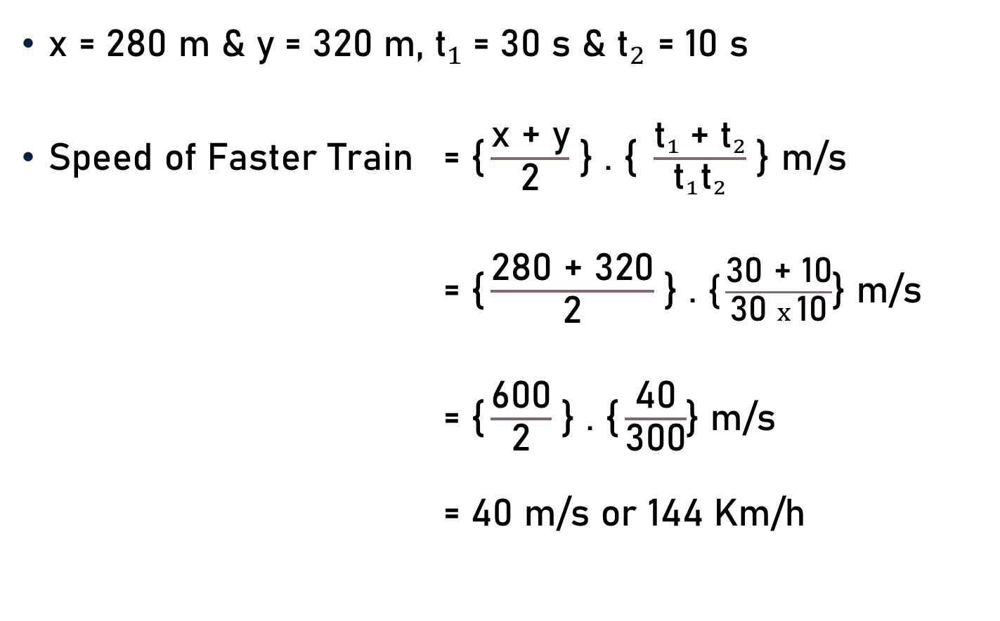 • x = 280 m & y = 320 m, t₁ = 30 s & t₂ = 10 s
• Speed of Faster Train = {(x + y)/2} . { (t₁ + t₂)/(t₁t₂) } m/s
= {(280 + 320)/2} . {(30 + 10)/(30 x 10)} m/s
= {600/2} . {40/300} m/s
= 40 m/s or 144 Km/h